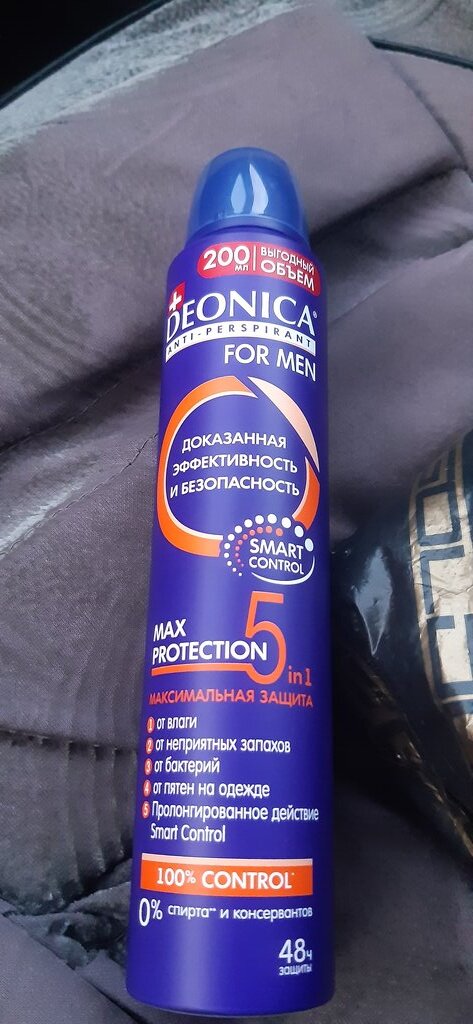 200 мл ВЫГОДНЫЙ ОБЪЕМ
DEONICA®
ANTI-PERSPIRANT
FOR MEN
ДОКАЗАННАЯ
ЭФФЕКТИВНОСТЬ
И БЕЗОПАСНОСТЬ
SMART
CONTROL
MAX
PROTECTION 5 in 1
МАКСИМАЛЬНАЯ ЗАЩИТА
1 от влаги
2 от неприятных запахов
3 от бактерий
4 от пятен на одежде
5 Пролонгированное действие
Smart Control
100% CONTROL*
0% спирта** и консервантов
48ч
защиты